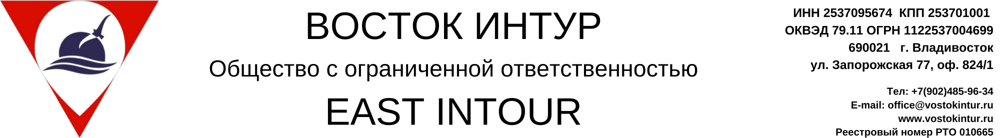 ВОСТОК ИНТУР
Общество с ограниченной ответственностью
EAST INTOUR
ИНН 2537095674 КПП 253701001
ОКВЭД 79.11 ОГРН 1122537004699
690021 г. Владивосток
ул. Запорожская 77, оф. 824/1
Тел: +7(902)485-96-34
E-mail: office@vostokintur.ru
www.vostokintur.ru
Реестровый номер РТО 010665